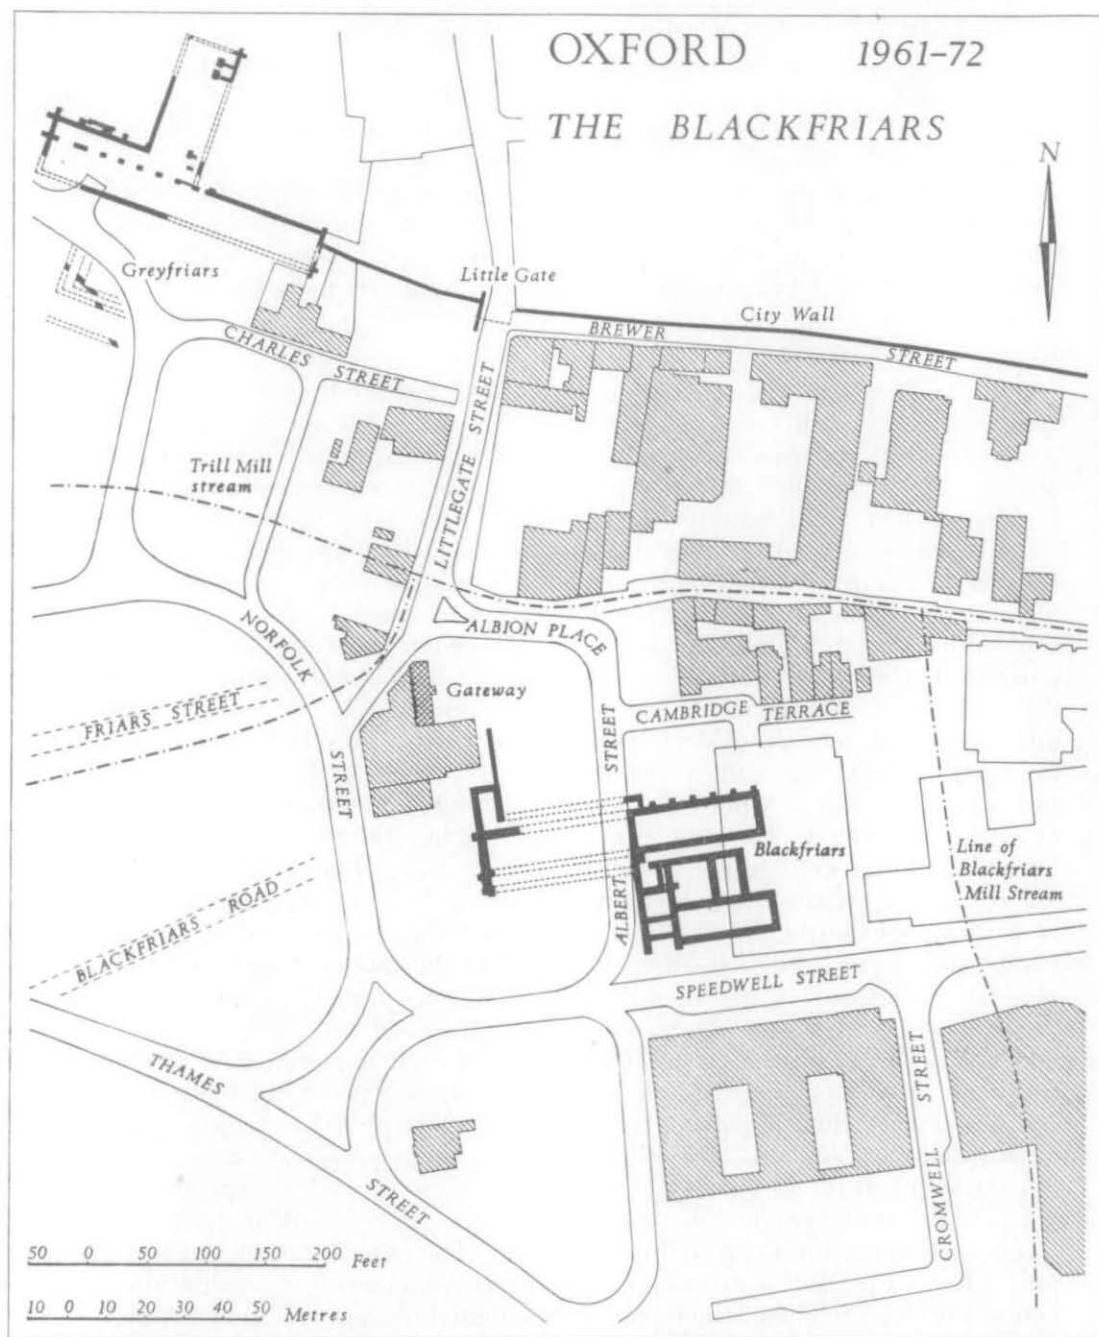 OXFORD 1961–72
THE BLACKFRIARS
N
Greyfriars
Little Gate
City Wall
BREWER STREET
CHARLES STREET
LITTLEGATE STREET
Trill Mill
stream
NORFOLK STREET
ALBION PLACE
Gateway
FRIARS STREET
CAMBRIDGE TERRACE
ALBERT STREET
Blackfriars
Line of
Blackfriars
Mill Stream
BLACKFRIARS ROAD
SPEEDWELL STREET
THAMES STREET
CROMWELL STREET
50 0 50 100 150 200 Feet
10 0 10 20 30 40 50 Metres